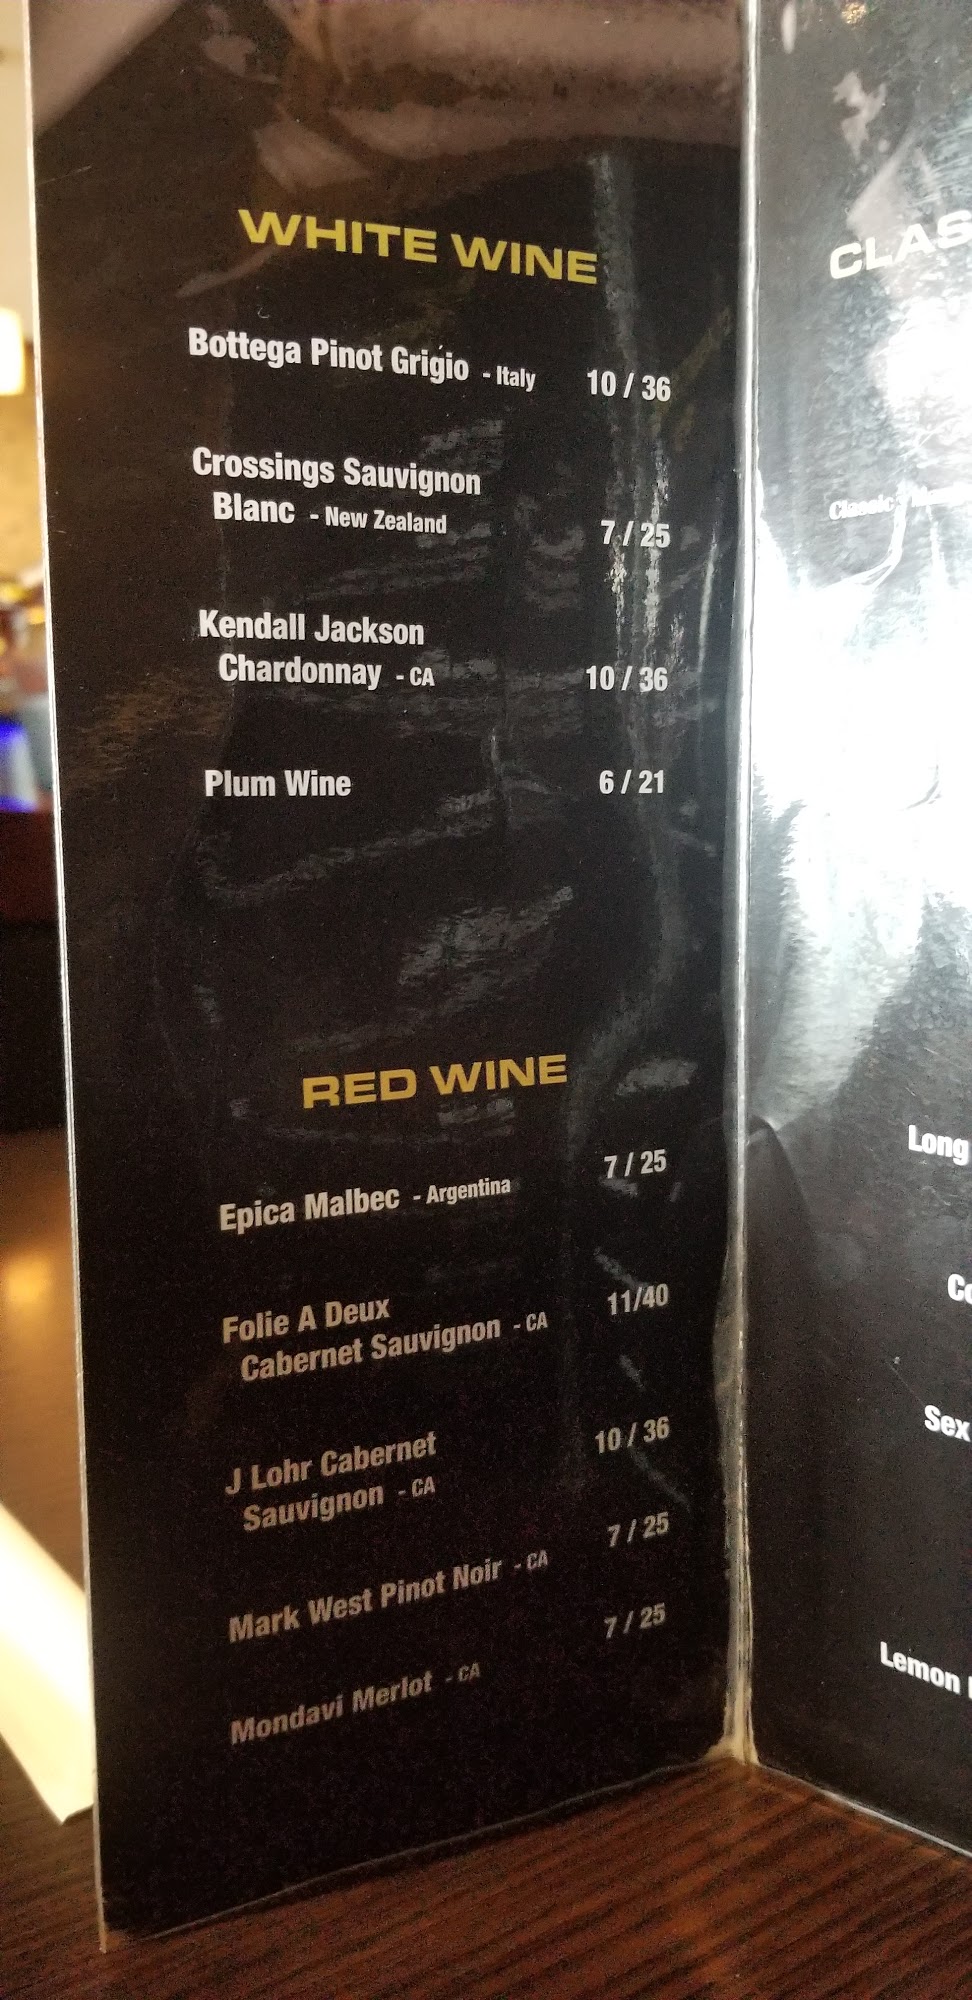 WHITE WINE
Bottega Pinot Grigio - Italy 10 / 36
Crossings Sauvignon
Blanc - New Zealand 7 / 25
Kendall Jackson
Chardonnay - CA 10 / 36
Plum Wine 6 / 21
RED WINE
Epica Malbec - Argentina 7 / 25
Folie A Deux 11/40
Cabernet Sauvignon - CA
J Lohr Cabernet 10 / 36
Sauvignon - CA
Mark West Pinot Noir - CA 7 / 25
Mondavi Merlot - CA 7 / 25
CLAS
Classic
Long
Co
Sex
Lemon